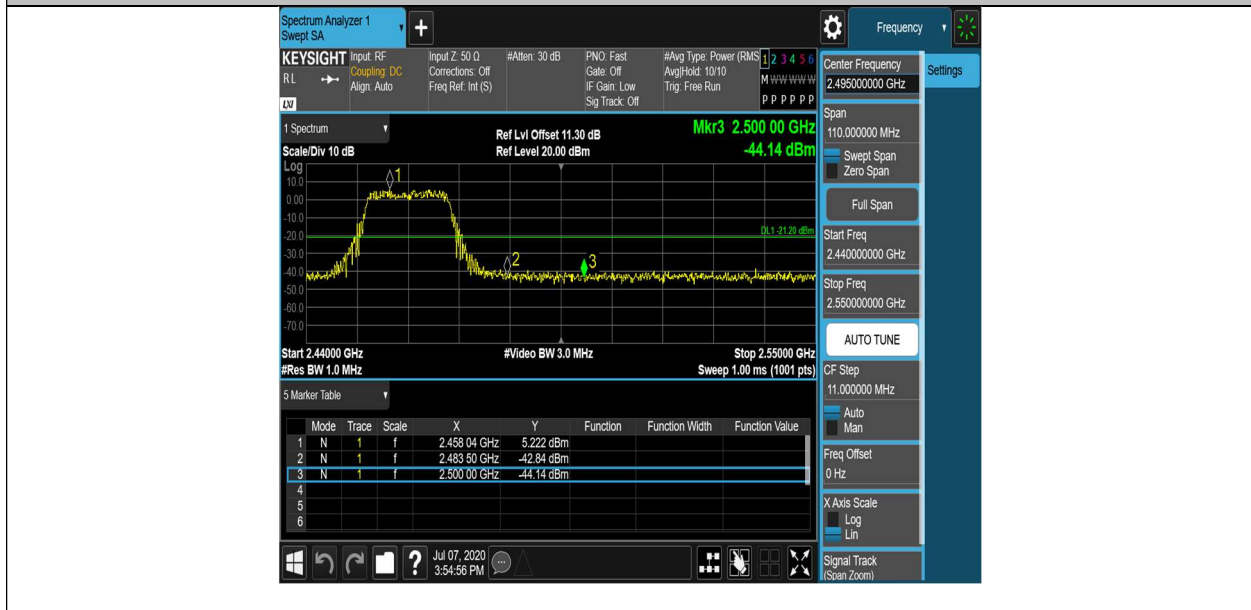 Spectrum Analyzer 1
Swept SA
+
Frequency
KEYSIGHT
RL
LXI
Input: RF
Coupling: DC
Align: Auto
Input Z: 50 Ω
Corrections: Off
Freq Ref: Int (S)
#Atten: 30 dB
PNO: Fast
Gate: Off
IF Gain: Low
Sig Track: Off
#Avg Type: Power (RMS
Avg|Hold: 10/10
Trig: Free Run
1 2 3 4 5 6
M W W W W W
P P P P P P
1 Spectrum
Scale/Div 10 dB
Ref Lvl Offset 11.30 dB
Ref Level 20.00 dBm
Mkr3 2.500 00 GHz
-44.14 dBm
Log
10.0
0.00
-10.0
-20.0
-30.0
-40.0
-50.0
-60.0
-70.0
1
2
3
DL1 -21.20 dBm
Start 2.44000 GHz
#Video BW 3.0 MHz
Stop 2.55000 GHz
#Res BW 1.0 MHz
Sweep 1.00 ms (1001 pts)
5 Marker Table
Mode Trace Scale X Y Function Function Width Function Value
1 N 1 f 2.458 04 GHz 5.222 dBm
2 N 1 f 2.483 50 GHz -42.84 dBm
3 N 1 f 2.500 00 GHz -44.14 dBm
4
5
6
?
Jul 07, 2020
3:54:56 PM
Center Frequency
2.495000000 GHz
Settings
Span
110.000000 MHz
Swept Span
Zero Span
Full Span
Start Freq
2.440000000 GHz
Stop Freq
2.550000000 GHz
AUTO TUNE
CF Step
11.000000 MHz
Auto
Man
Freq Offset
0 Hz
X Axis Scale
Log
Lin
Signal Track
(Span Zoom)